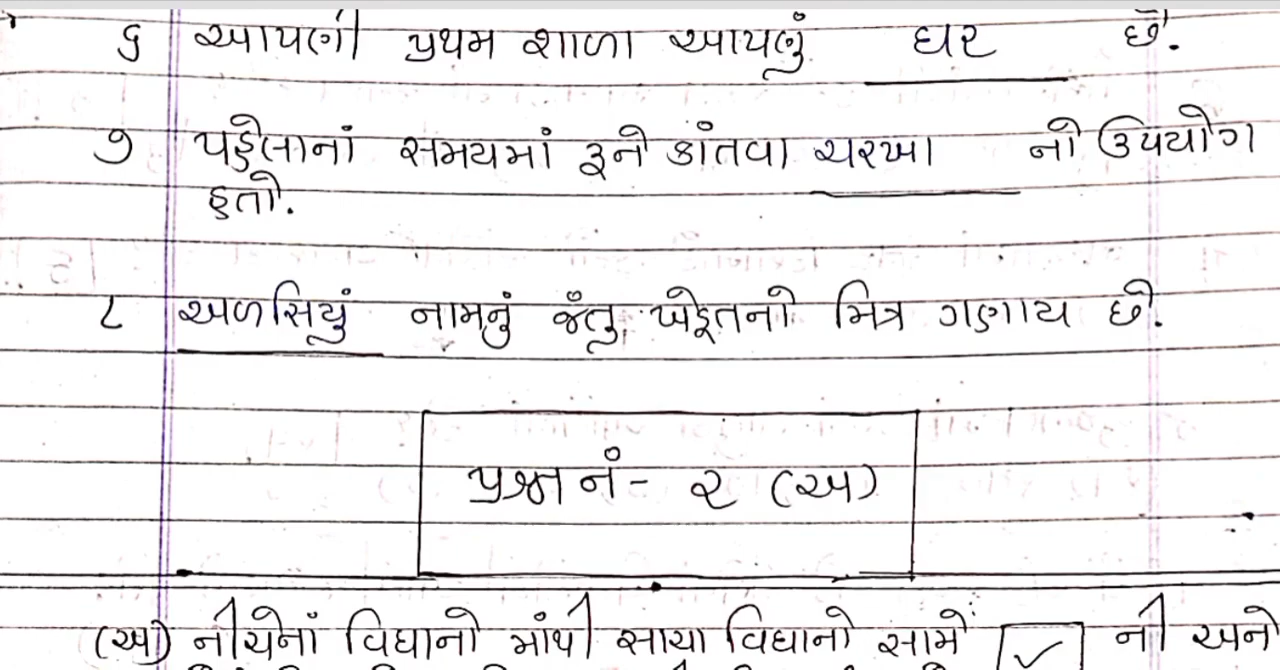 ૬ આપણી પ્રથમ શાળા આપણું ઘર છે.
૭ પહેલાનાં સમયમાં રૂને કાંતવા ચરખા નો ઉપયોગ
હતો.
૮ અળસિયું નામનું જંતુ ખેડૂતનો મિત્ર ગણાય છે.
પ્રશ્ન નં- ૨ (અ)
(અ) નીચેનાં વિધાનો માંથી સાચા વિધાનો સામે ✓ ની અને